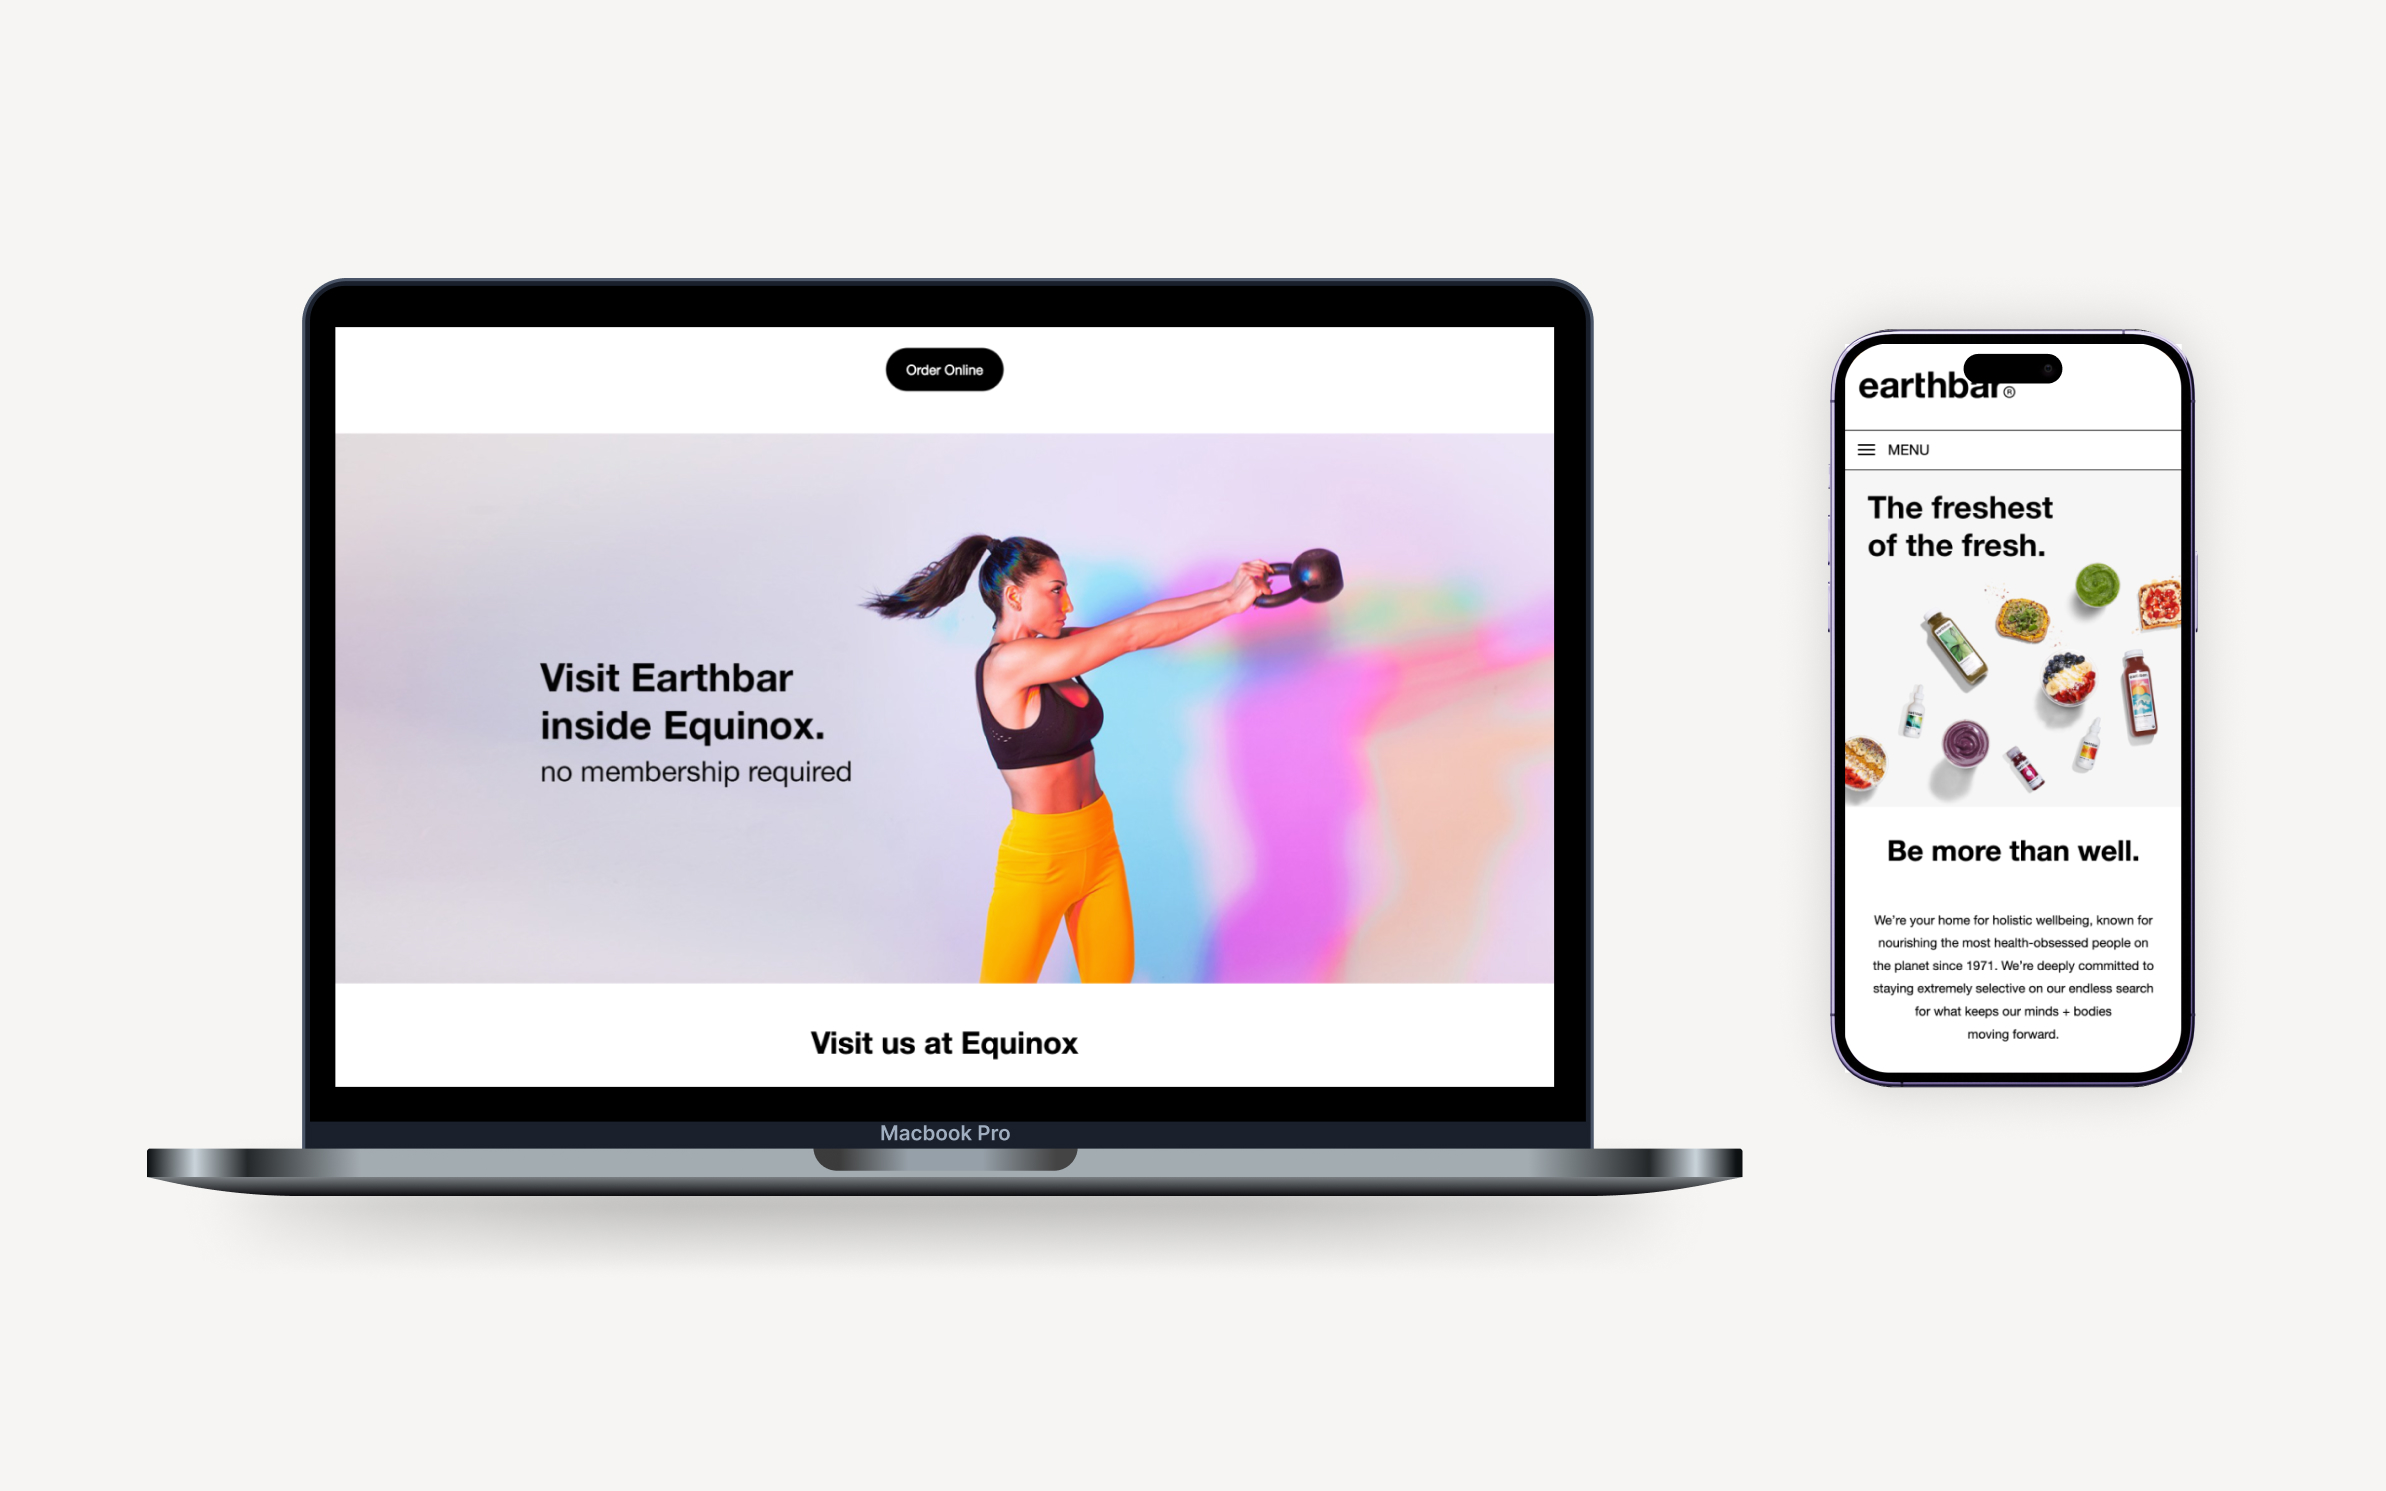 Order Online
Visit Earthbar
inside Equinox.
no membership required
Visit us at Equinox
Macbook Pro
earthbar®
MENU
The freshest
of the fresh.
Be more than well.
We're your home for holistic wellbeing, known for
nourishing the most health-obsessed people on
the planet since 1971. We're deeply committed to
staying extremely selective on our endless search
for what keeps our minds + bodies
moving forward.